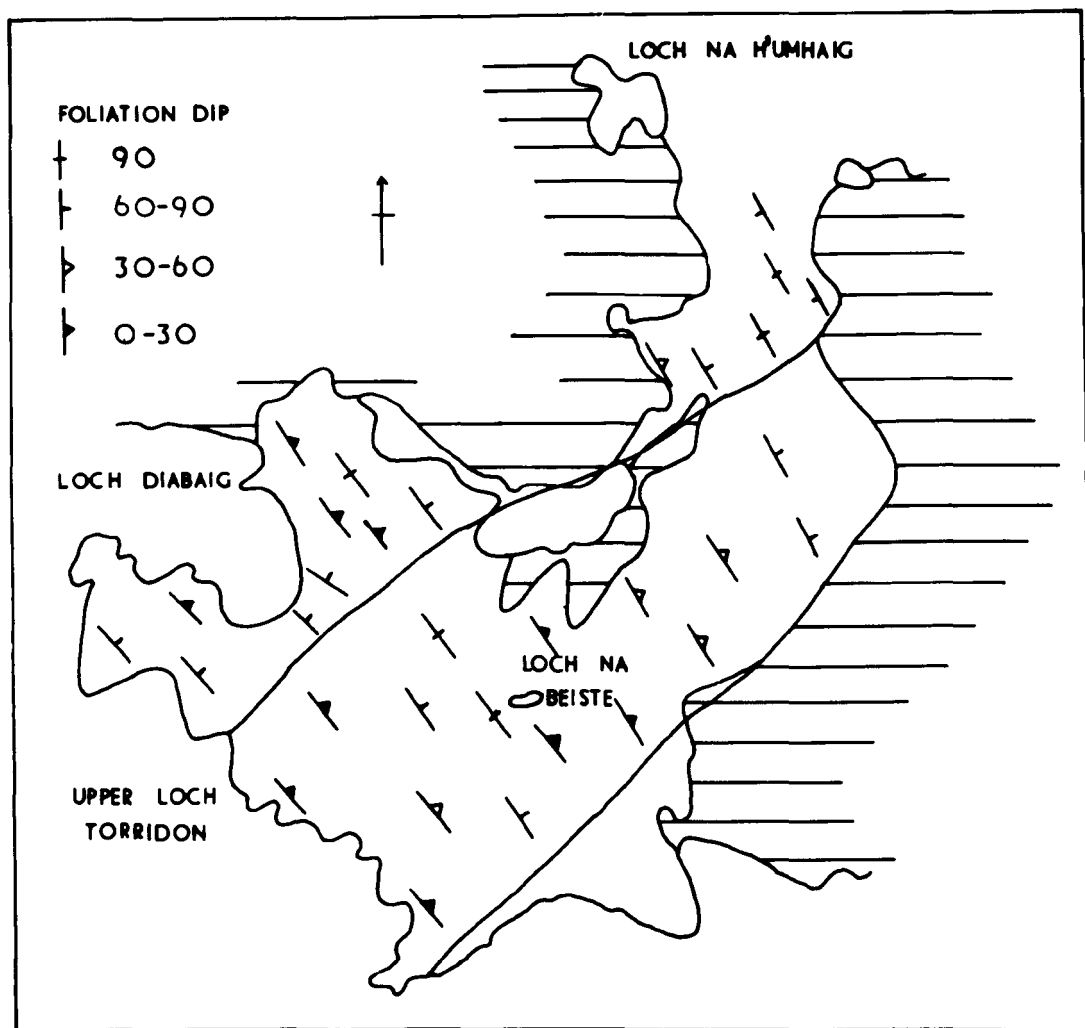 LOCH NA H'UMHAIG
FOLIATION DIP
90
60-90
30-60
0-30
LOCH DIABAIG
LOCH NA
BEISTE
UPPER LOCH
TORRIDON